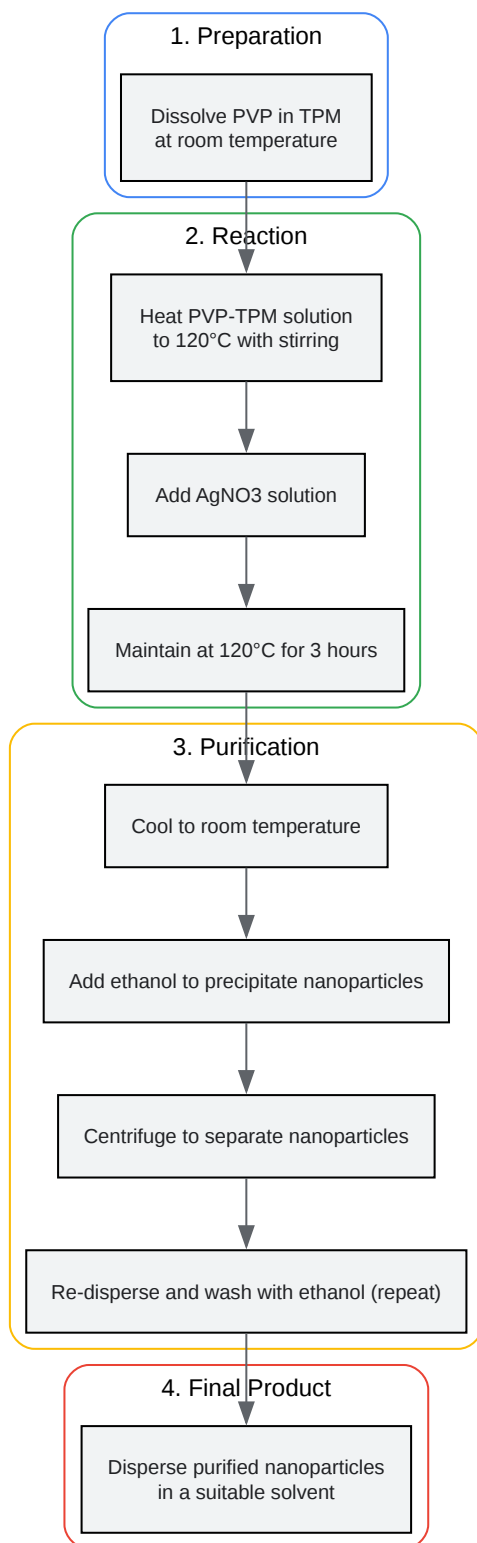 1. Preparation
Dissolve PVP in TPM
at room temperature
2. Reaction
Heat PVP-TPM solution
to 120°C with stirring
Add AgNO3 solution
Maintain at 120°C for 3 hours
3. Purification
Cool to room temperature
Add ethanol to precipitate nanoparticles
Centrifuge to separate nanoparticles
Re-disperse and wash with ethanol (repeat)
4. Final Product
Disperse purified nanoparticles
in a suitable solvent